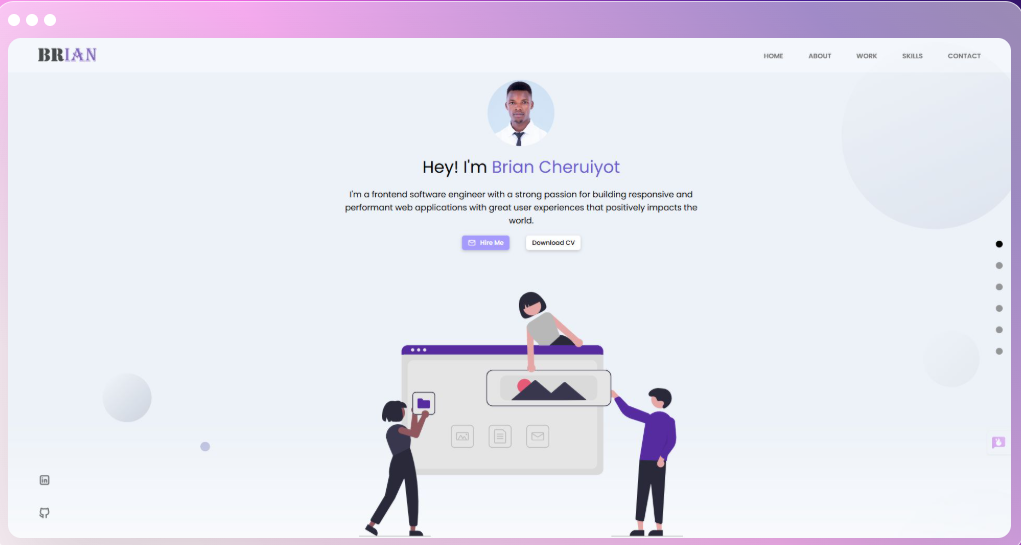 BRIAN
HOME ABOUT WORK SKILLS CONTACT
Hey! I'm Brian Cheruiyot
I'm a frontend software engineer with a strong passion for building responsive and
performant web applications with great user experiences that positively impacts the
world.
Hire Me
Download CV
in